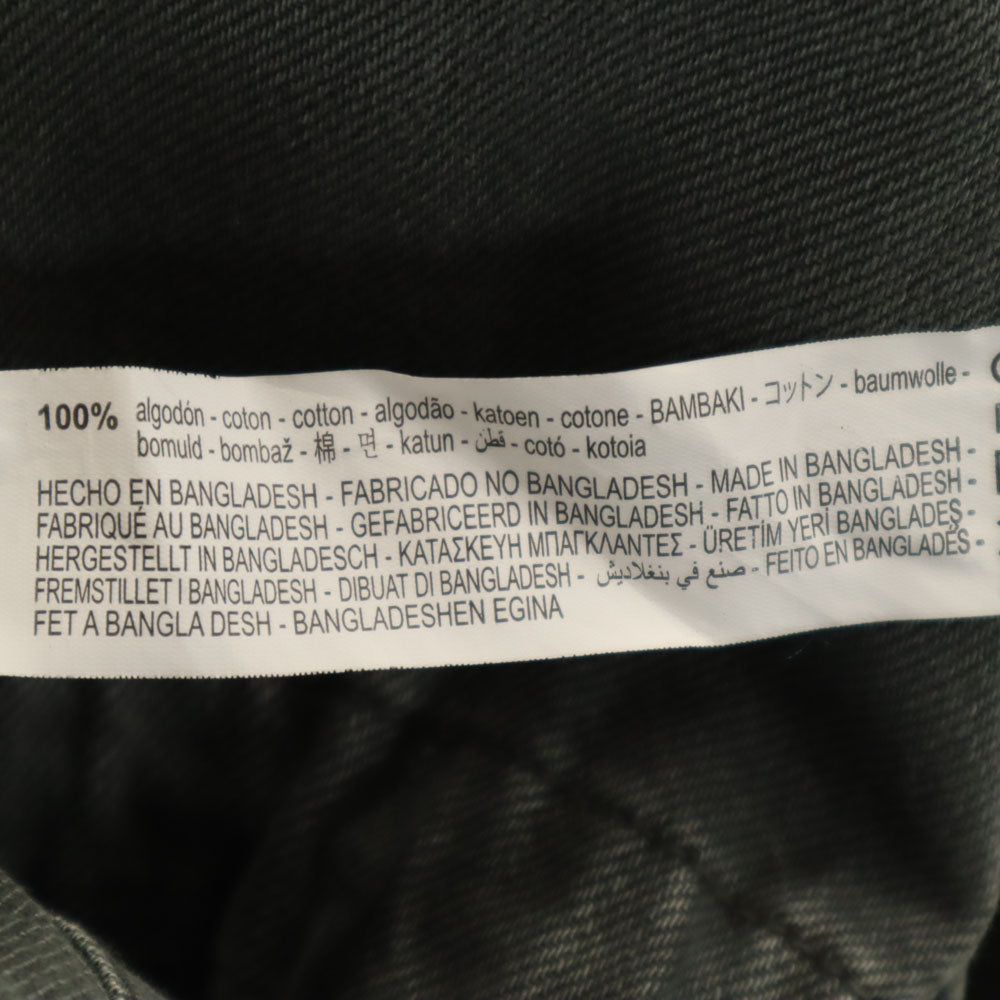 100% algodón - coton - cotton - algodão - katoen - cotone - BAMBAKI - コットン - baumwolle -
bomuld - bombaž - 棉 - 면 - katun - قطن - cotó - kotoia
HECHO EN BANGLADESH - FABRICADO NO BANGLADESH - MADE IN BANGLADESH -
FABRIQUÉ AU BANGLADESH - GEFABRICEERD IN BANGLADESH - FATTO IN BANGLADESH -
HERGESTELLT IN BANGLADESCH - ΚΑΤΑΣΚΕΥΗ ΜΠΑΓΚΛΑΝΤΕΣ - ÜRETİM YERİ BANGLADEŞ -
FREMSTILLET I BANGLADESH - DIBUAT DI BANGLADESH - صنع في بنغلاديش - FEITO EN BANGLADES -
FET A BANGLA DESH - BANGLADESHEN EGINA